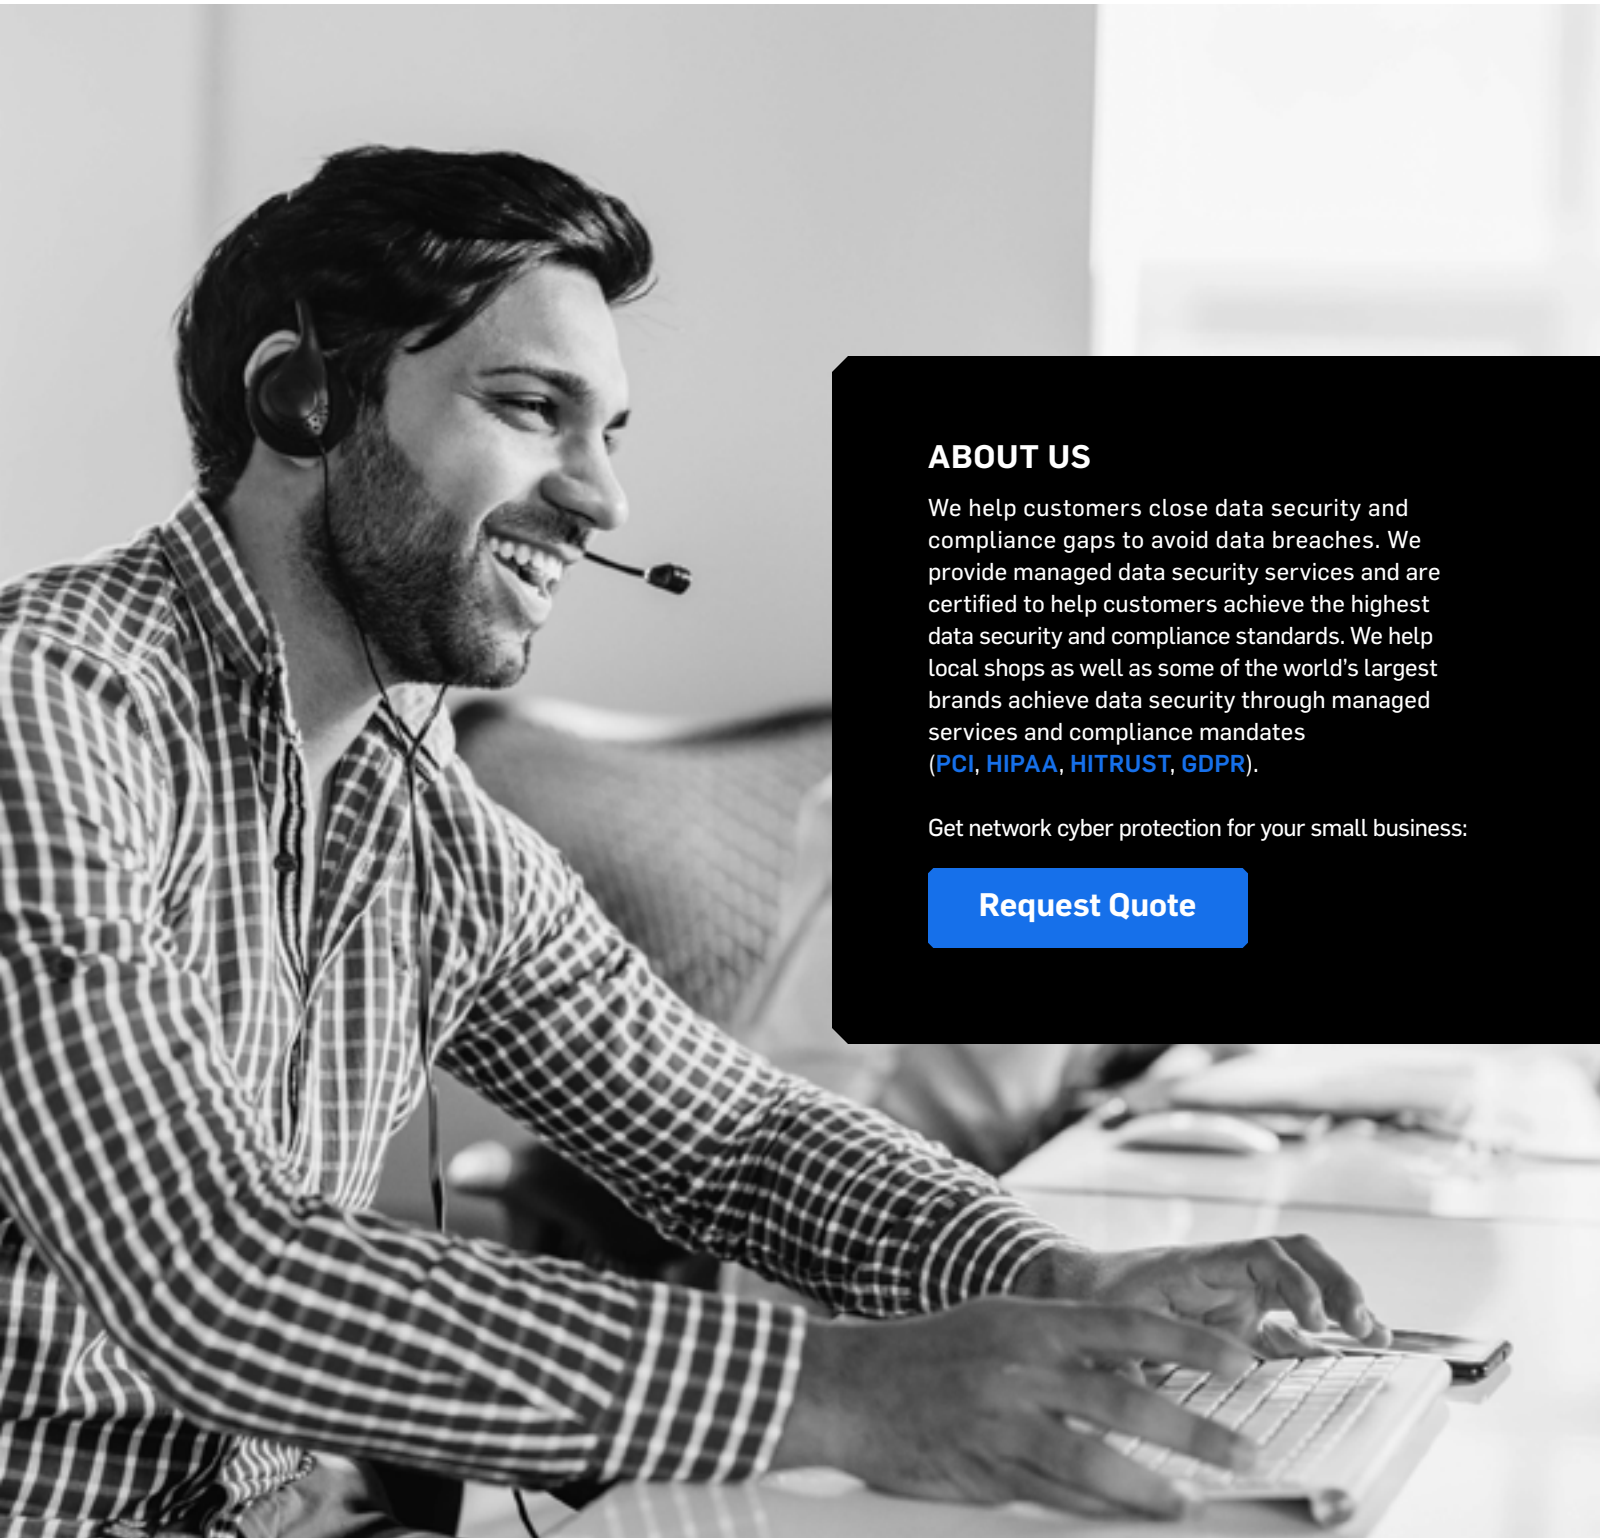 ABOUT US
We help customers close data security and
compliance gaps to avoid data breaches. We
provide managed data security services and are
certified to help customers achieve the highest
data security and compliance standards. We help
local shops as well as some of the world's largest
brands achieve data security through managed
services and compliance mandates
(PCI, HIPAA, HITRUST, GDPR).
Get network cyber protection for your small business:
Request Quote